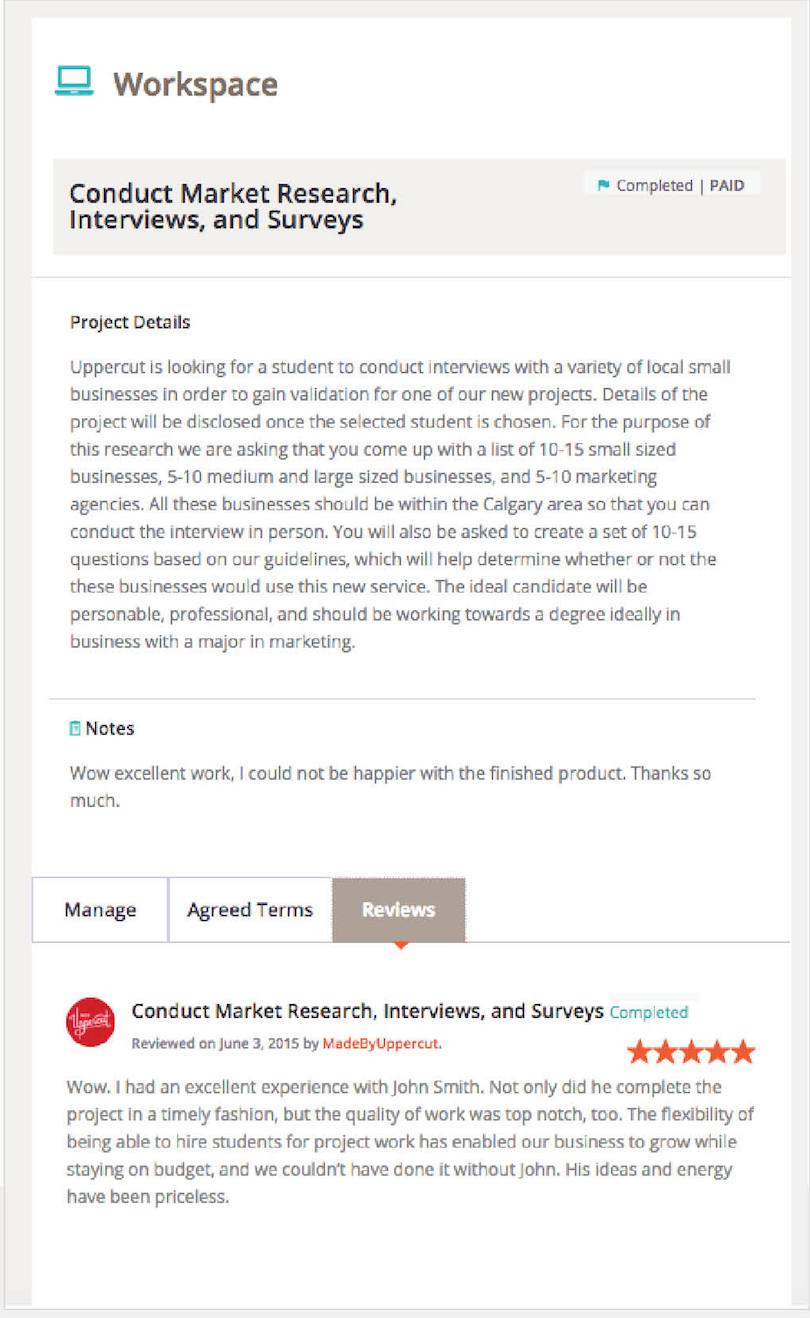 Workspace
Conduct Market Research,
Interviews, and Surveys
Completed | PAID
Project Details
Uppercut is looking for a student to conduct interviews with a variety of local small
businesses in order to gain validation for one of our new projects. Details of the
project will be disclosed once the selected student is chosen. For the purpose of
this research we are asking that you come up with a list of 10-15 small sized
businesses, 5-10 medium and large sized businesses, and 5-10 marketing
agencies. All these businesses should be within the Calgary area so that you can
conduct the interview in person. You will also be asked to create a set of 10-15
questions based on our guidelines, which will help determine whether or not the
these businesses would use this new service. The ideal candidate will be
personable, professional, and should be working towards a degree ideally in
business with a major in marketing.
Notes
Wow excellent work, I could not be happier with the finished product. Thanks so
much.
Manage
Agreed Terms
Reviews
Uppercut
Conduct Market Research, Interviews, and Surveys Completed
Reviewed on June 3, 2015 by MadeByUppercut.
Wow. I had an excellent experience with John Smith. Not only did he complete the
project in a timely fashion, but the quality of work was top notch, too. The flexibility of
being able to hire students for project work has enabled our business to grow while
staying on budget, and we couldn't have done it without John. His ideas and energy
have been priceless.